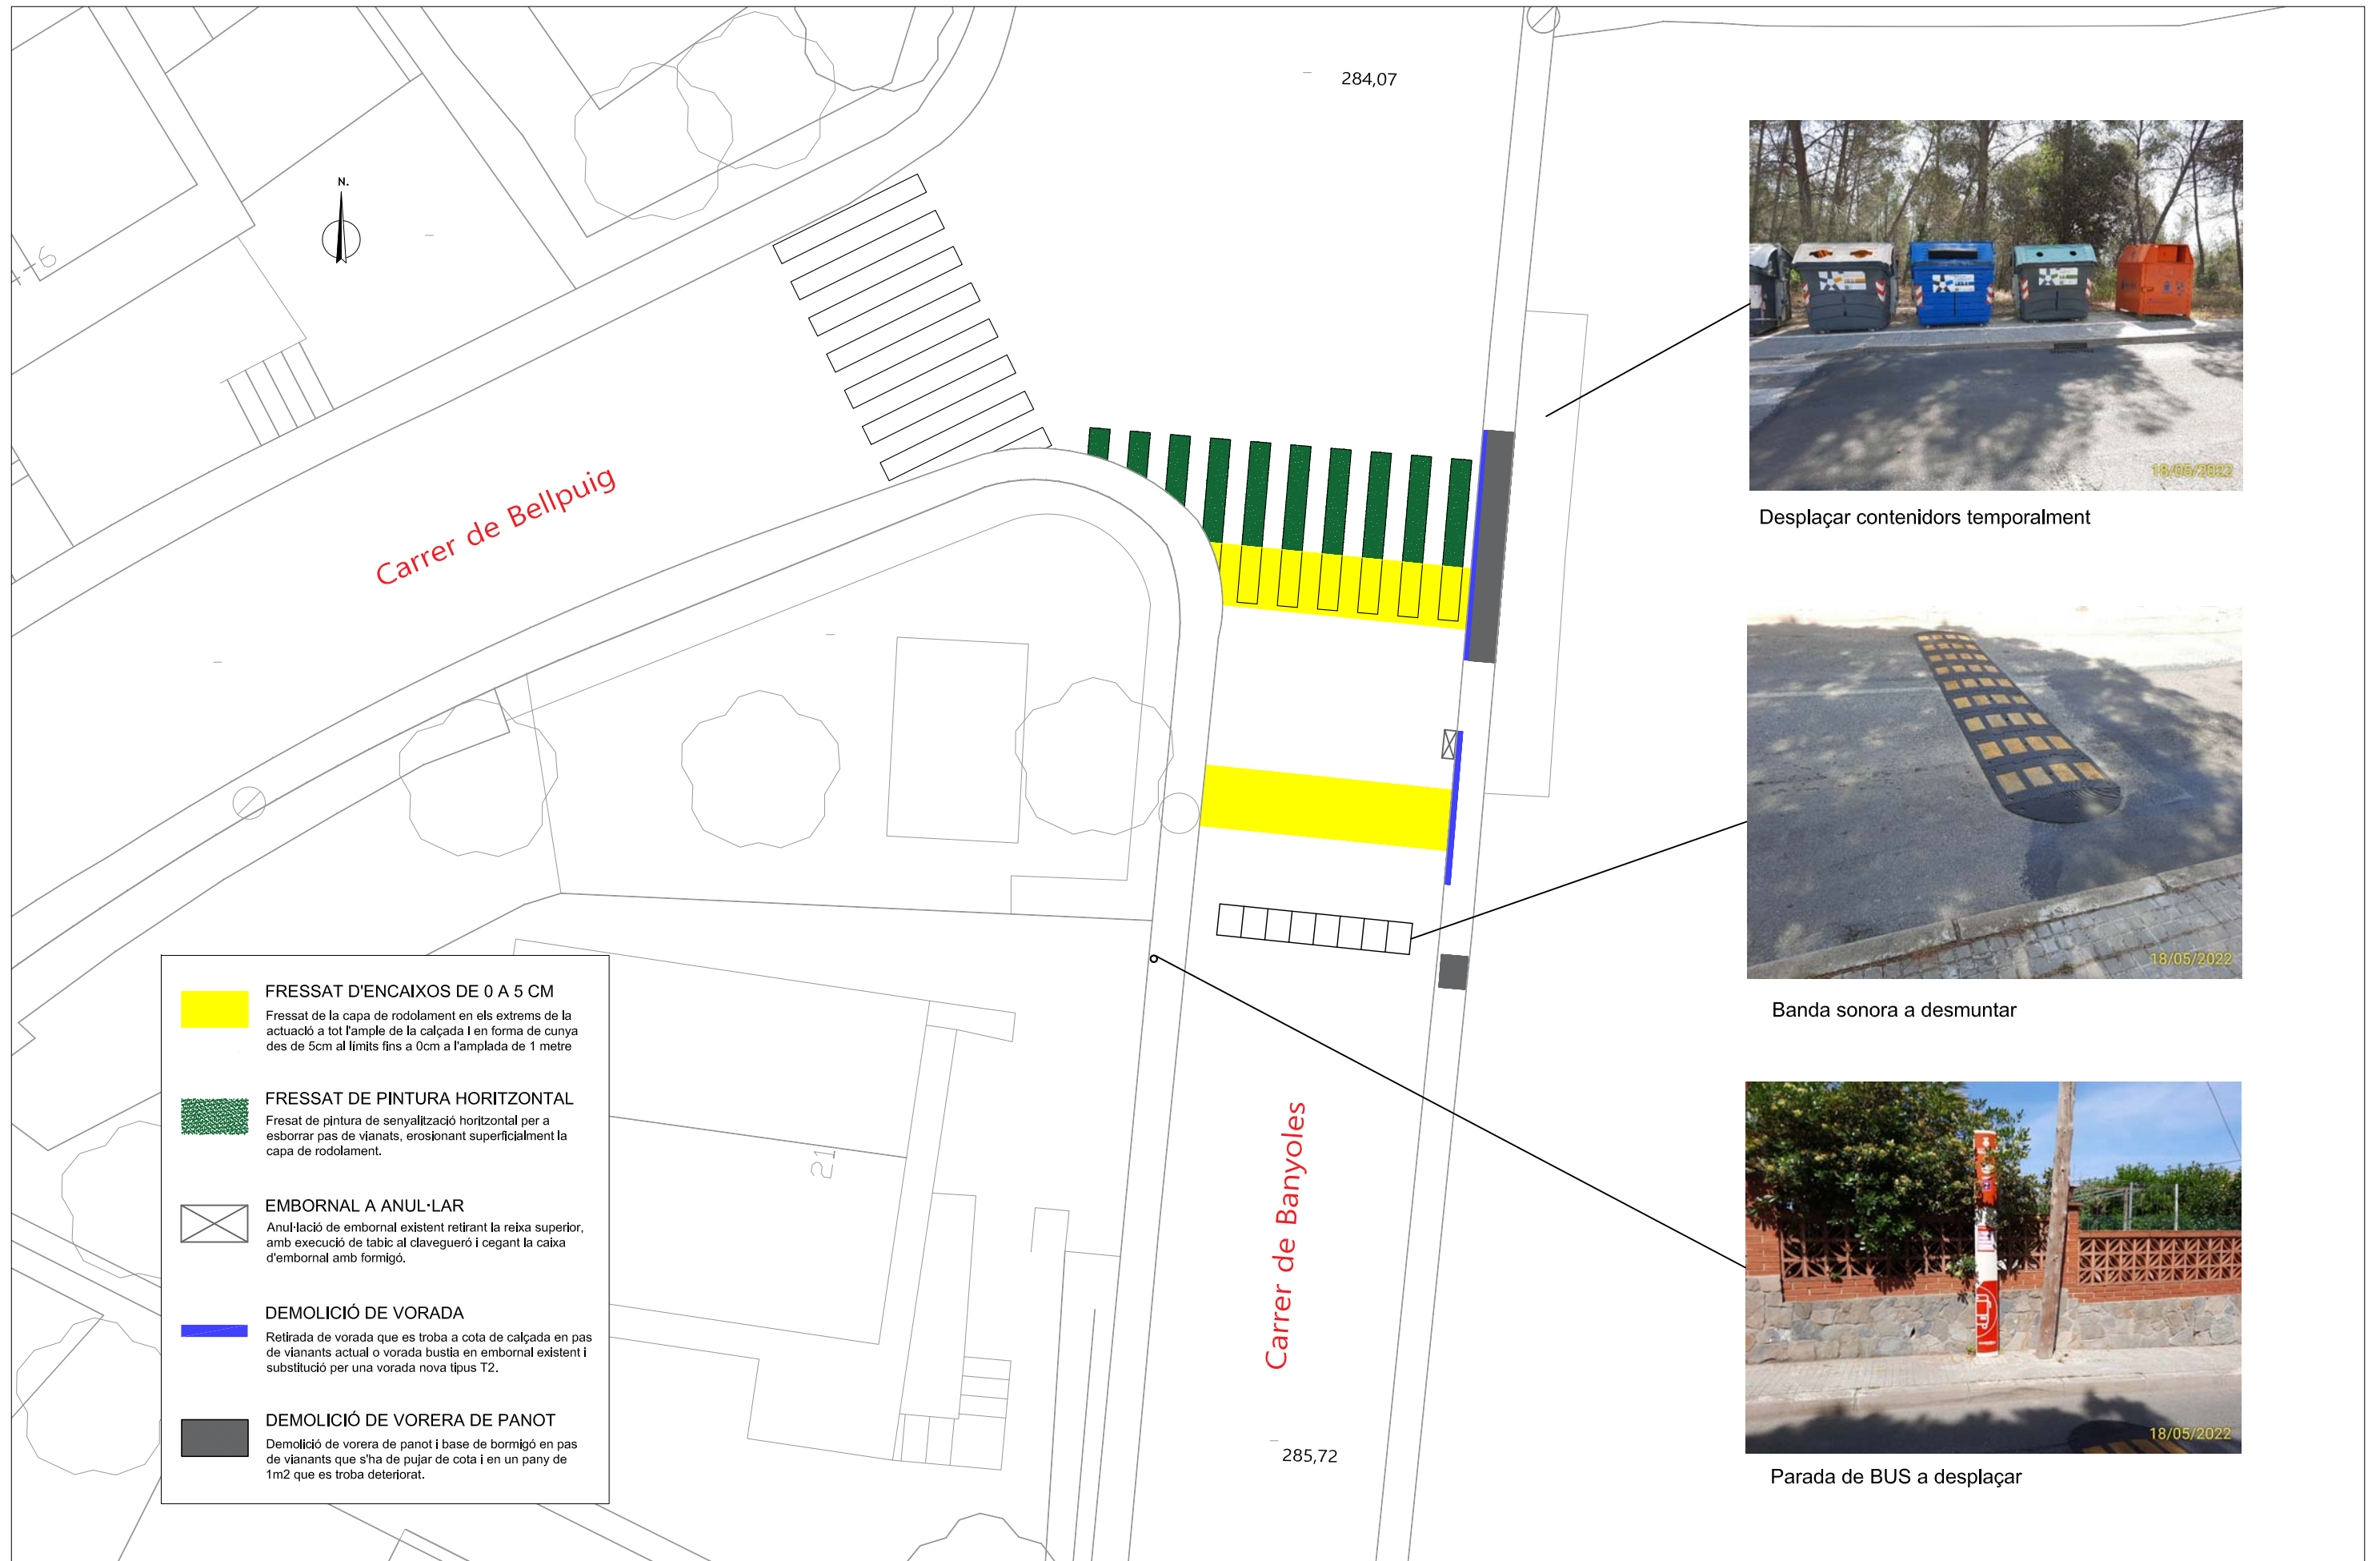 284,07
N.
6
Carrer de Bellpuig
18/05/2022
Desplaçar contenidors temporalment
18/05/2022
Banda sonora a desmuntar
FRESSAT D'ENCAIXOS DE 0 A 5 CM
Fressat de la capa de rodolament en els extrems de la
actuació a tot l'ample de la calçada i en forma de cunya
des de 5cm al límits fins a 0cm a l'amplada de 1 metre
FRESSAT DE PINTURA HORITZONTAL
Fresat de pintura de senyalització horitzontal per a
esborrar pas de vianats, erosionant superficialment la
capa de rodolament.
EMBORNAL A ANUL·LAR
Anul·lació de embornal existent retirant la reixa superior,
amb execució de tabic al clavegueró i cegant la caixa
d'embornal amb formigó.
DEMOLICIÓ DE VORADA
Retirada de vorada que es troba a cota de calçada en pas
de vianants actual o vorada bustia en embornal existent i
substitució per una vorada nova tipus T2.
DEMOLICIÓ DE VORERA DE PANOT
Demolició de vorera de panot i base de bormigó en pas
de vianants que s'ha de pujar de cota i en un pany de
1m2 que es troba deteriorat.
21
Carrer de Banyoles
285,72
18/05/2022
Parada de BUS a desplaçar